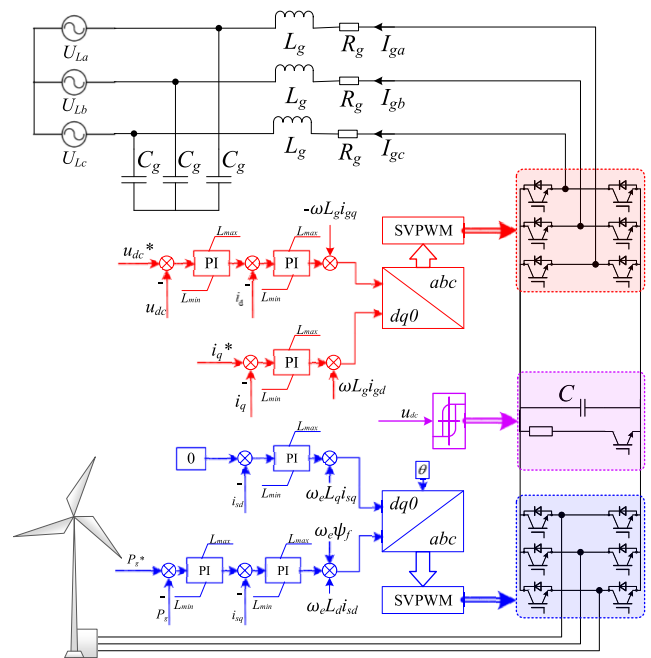 U_La
L_g
R_g
I_ga
U_Lb
L_g
R_g
I_gb
U_Lc
L_g
R_g
I_gc
C_g C_g C_g
-ωL_g i_gq
SVPWM
L_max
L_max
u_dc*
PI
PI
abc
L_min
L_min
u_dc
i_d
dq0
L_max
i_q*
PI
L_min
i_q
ωL_g i_gd
C
u_dc
L_max
0
PI
θ
L_min
i_sd
ω_e L_q i_sq
dq0
abc
ω_e ψ_f
L_max
L_max
P_g*
PI
PI
L_min
L_min
P_g
i_sq
ω_e L_d i_sd
SVPWM